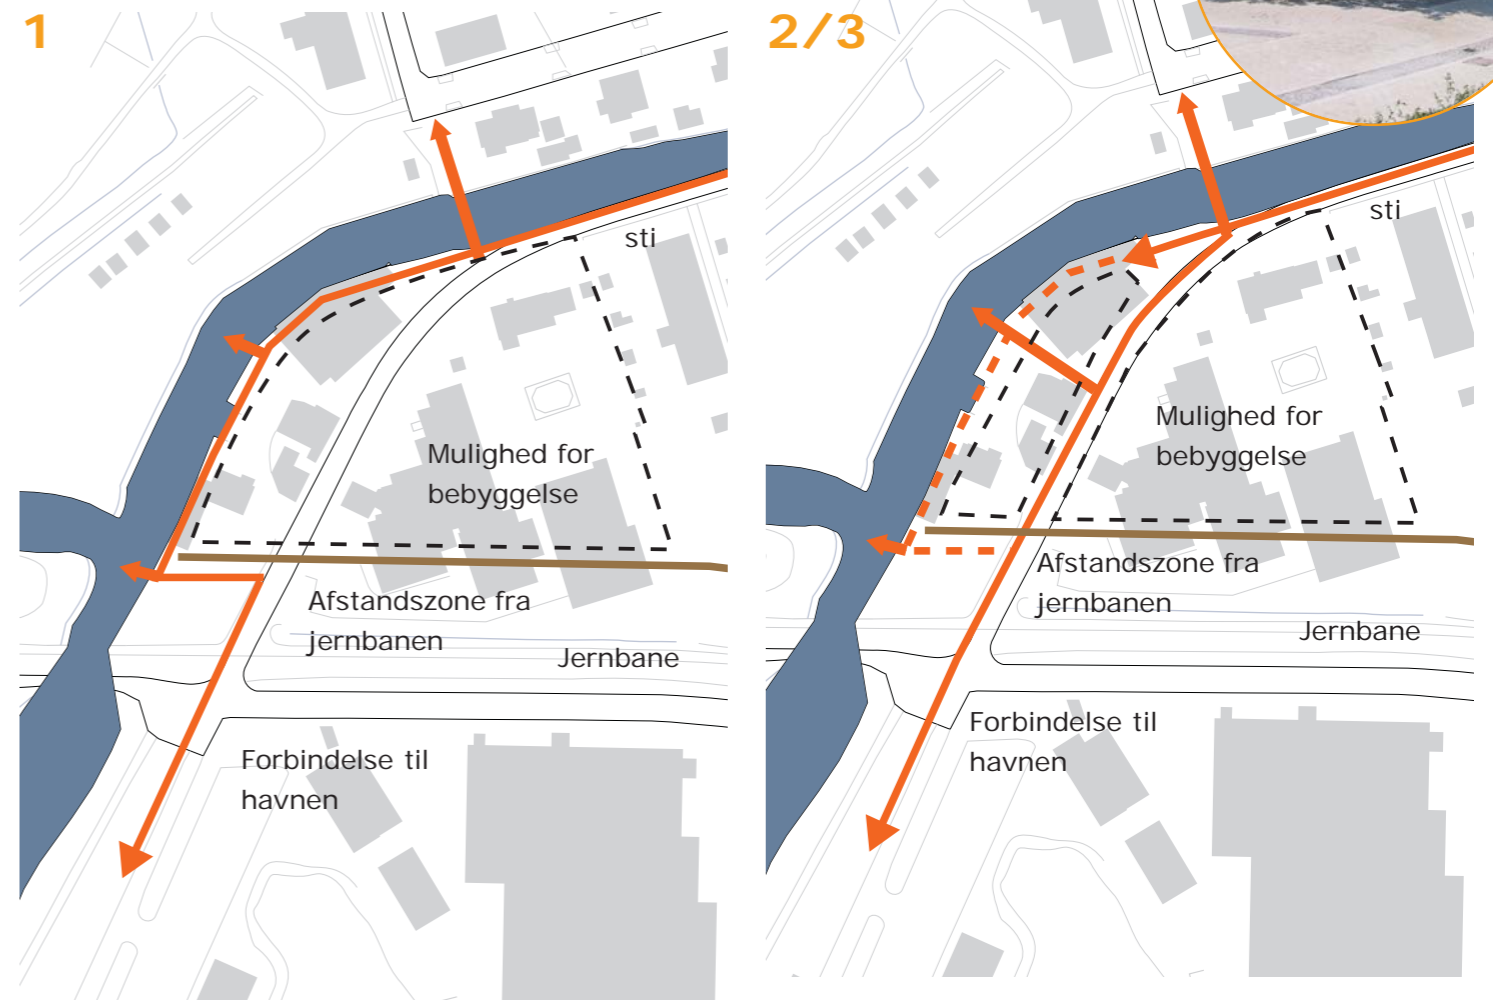 1
sti
Mulighed for
bebyggelse
Afstandszone fra
jernbanen
Jernbane
Forbindelse til
havnen
2/3
sti
Mulighed for
bebyggelse
Afstandszone fra
jernbanen
Jernbane
Forbindelse til
havnen